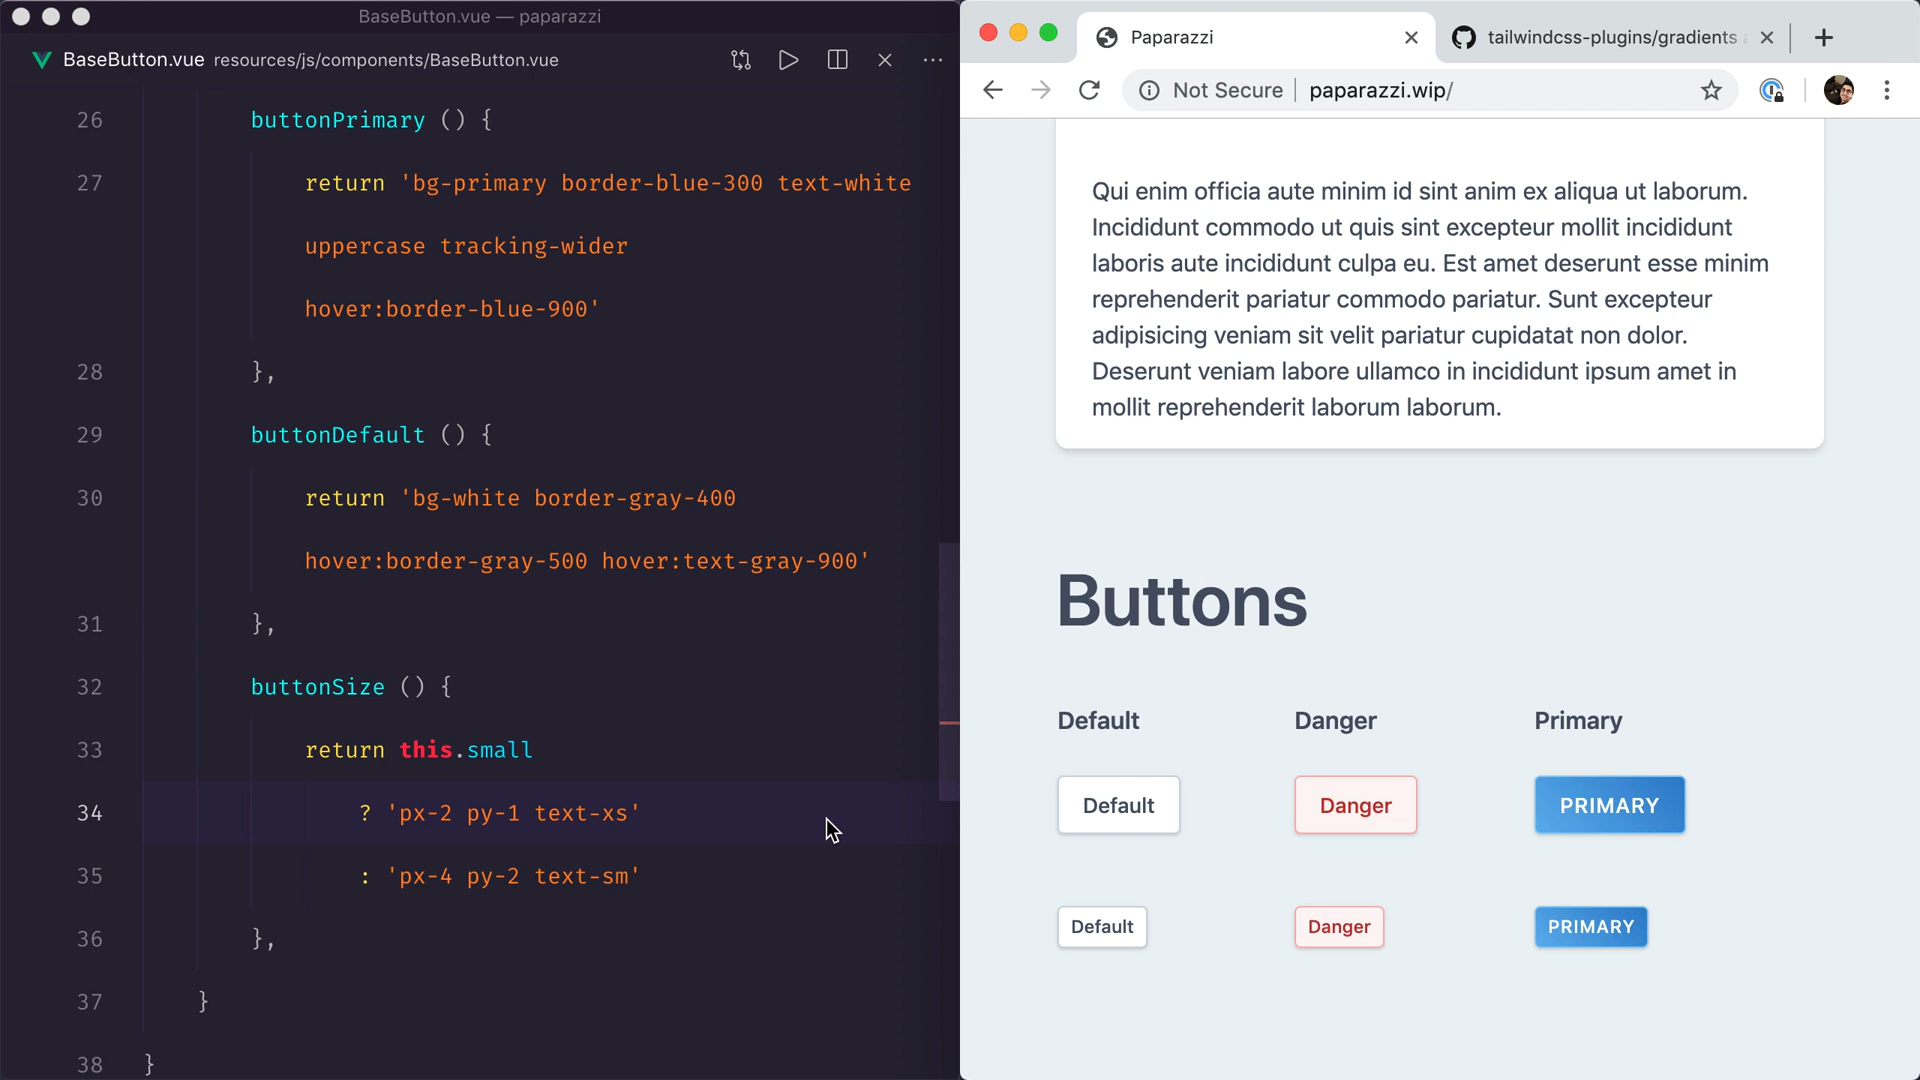 BaseButton.vue — paparazzi
BaseButton.vue resources/js/components/BaseButton.vue
26 buttonPrimary () {
27 return 'bg-primary border-blue-300 text-white
uppercase tracking-wider
hover:border-blue-900'
28 },
29 buttonDefault () {
30 return 'bg-white border-gray-400
hover:border-gray-500 hover:text-gray-900'
31 },
32 buttonSize () {
33 return this.small
34 ? 'px-2 py-1 text-xs'
35 : 'px-4 py-2 text-sm'
36 },
37 }
38 }
Paparazzi
tailwindcss-plugins/gradients
Not Secure paparazzi.wip/
Qui enim officia aute minim id sint anim ex aliqua ut laborum.
Incididunt commodo ut quis sint excepteur mollit incididunt
laboris aute incididunt culpa eu. Est amet deserunt esse minim
reprehenderit pariatur commodo pariatur. Sunt excepteur
adipisicing veniam sit velit pariatur cupidatat non dolor.
Deserunt veniam labore ullamco in incididunt ipsum amet in
mollit reprehenderit laborum laborum.
Buttons
Default Danger Primary
Default Danger PRIMARY
Default Danger PRIMARY